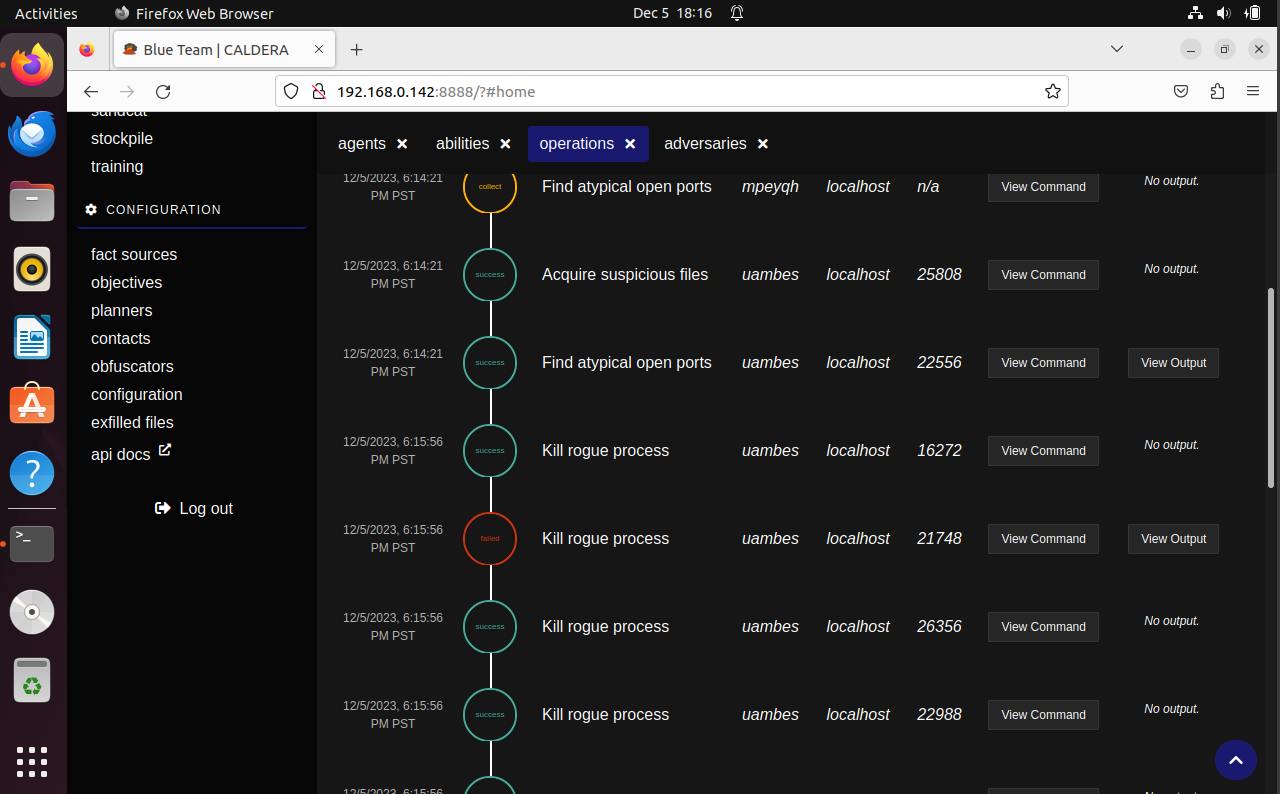 Activities
Firefox Web Browser
Dec 5 18:16
Blue Team | CALDERA
192.168.0.142:8888/?#home
sandcat
stockpile
training
CONFIGURATION
fact sources
objectives
planners
contacts
obfuscators
configuration
exfilled files
api docs
Log out
agents
abilities
operations
adversaries
12/5/2023, 6:14:21
PM PST
collect
Find atypical open ports
mpeyqh
localhost
n/a
View Command
No output.
12/5/2023, 6:14:21
PM PST
success
Acquire suspicious files
uambes
localhost
25808
View Command
No output.
12/5/2023, 6:14:21
PM PST
success
Find atypical open ports
uambes
localhost
22556
View Command
View Output
12/5/2023, 6:15:56
PM PST
success
Kill rogue process
uambes
localhost
16272
View Command
No output.
12/5/2023, 6:15:56
PM PST
failed
Kill rogue process
uambes
localhost
21748
View Command
View Output
12/5/2023, 6:15:56
PM PST
success
Kill rogue process
uambes
localhost
26356
View Command
No output.
12/5/2023, 6:15:56
PM PST
success
Kill rogue process
uambes
localhost
22988
View Command
No output.
12/5/2023, 6:15:56